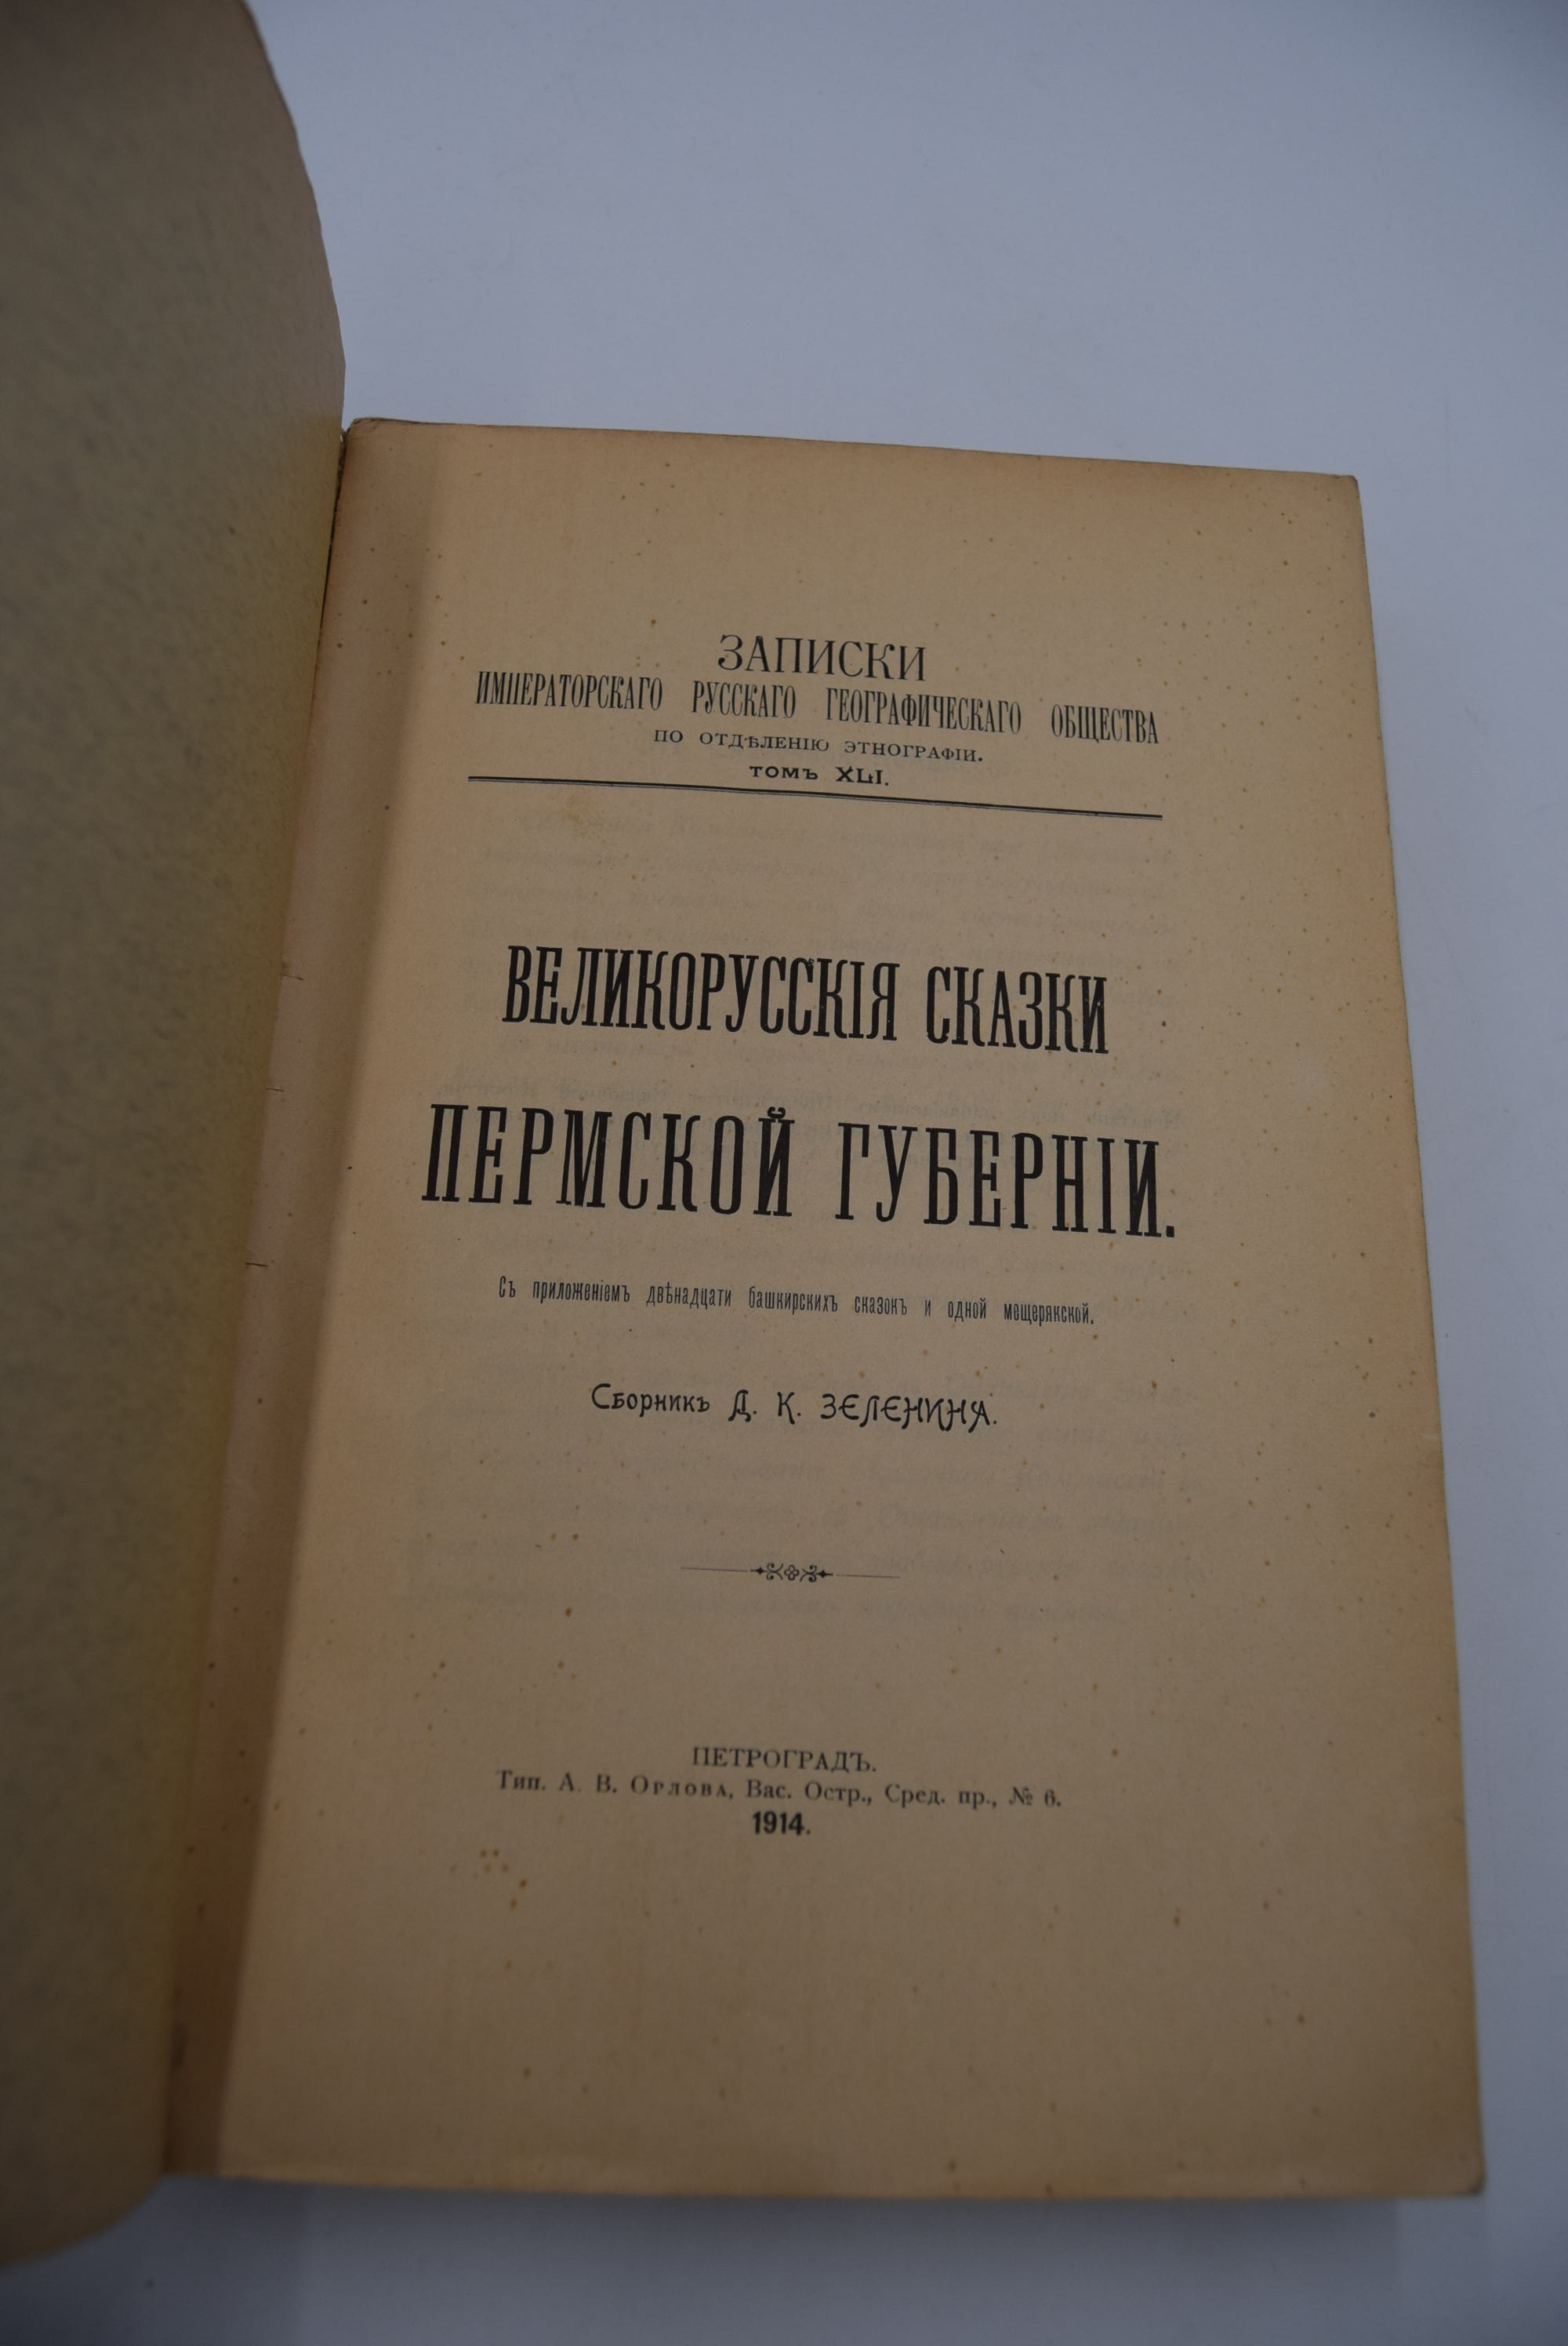 ЗАПИСКИ
ИМПЕРАТОРСКАГО РУССКАГО ГЕОГРАФИЧЕСКАГО ОБЩЕСТВА
ПО ОТДѢЛЕНІЮ ЭТНОГРАФІИ.
ТОМЪ XLI.
ВЕЛИКОРУССКІЯ СКАЗКИ
ПЕРМСКОЙ ГУБЕРНІИ.
Съ приложеніемъ двѣнадцати башкирскихъ сказокъ и одной мещерякской.
Сборникъ Д. К. ЗЕЛЕНИНА.
ПЕТРОГРАДЪ.
Тип. А. В. Орлова, Вас. Остр., Сред. пр., № 6.
1914.